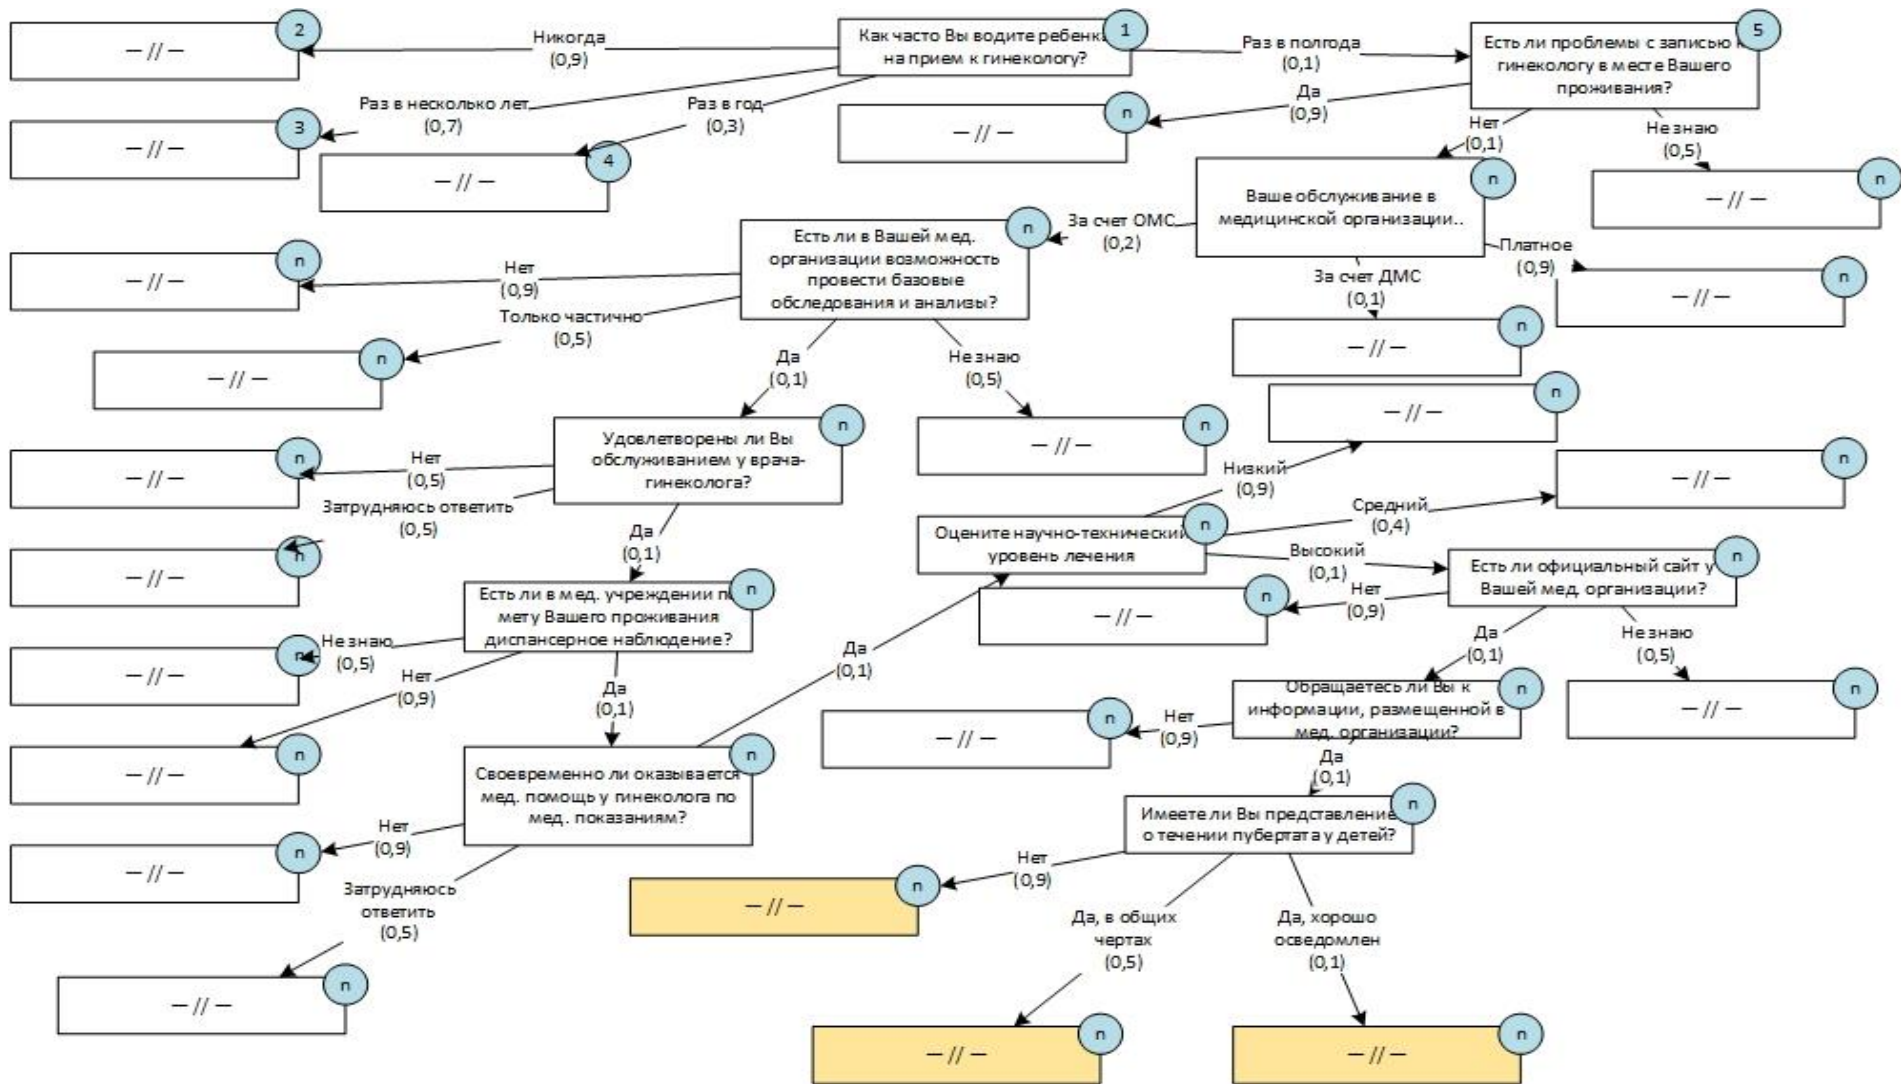 2
— // —
Никогда
(0,9)
1
Как часто Вы водите ребенка
на прием к гинекологу?
Раз в полгода
(0,1)
5
Есть ли проблемы с записью к
гинекологу в месте Вашего
проживания?
3
— // —
Раз в несколько лет
(0,7)
Раз в год
(0,3)
4
— // —
n
— // —
Да
(0,9)
Нет
(0,1)
Не знаю
(0,5)
n
— // —
n
Ваше обслуживание в
медицинской организации..
За счет ОМС
(0,2)
За счет ДМС
(0,1)
Платное
(0,9)
n
— // —
n
— // —
n
Есть ли в Вашей мед.
организации возможность
провести базовые
обследования и анализы?
Нет
(0,9)
n
— // —
Только частично
(0,5)
n
— // —
Да
(0,1)
Не знаю
(0,5)
n
— // —
n
Удовлетворены ли Вы
обслуживанием у врача-
гинеколога?
Нет
(0,5)
n
— // —
Затрудняюсь ответить
(0,5)
n
— // —
Да
(0,1)
n
Есть ли в мед. учреждении п
мету Вашего проживания
диспансерное наблюдение?
Не знаю
(0,5)
n
— // —
Нет
(0,9)
n
— // —
Да
(0,1)
n
Своевременно ли оказывается
мед. помощь у гинеколога по
мед. показаниям?
Нет
(0,9)
n
— // —
Затрудняюсь
ответить
(0,5)
n
— // —
Да
(0,1)
n
Оцените научно-технический
уровень лечения
Низкий
(0,9)
n
— // —
Средний
(0,4)
n
— // —
Высокий
(0,1)
n
Есть ли официальный сайт у
Вашей мед. организации?
Нет
(0,9)
n
— // —
Да
(0,1)
Не знаю
(0,5)
n
— // —
n
Обращаетесь ли Вы к
информации, размещенной в
мед. организации?
Нет
(0,9)
n
— // —
Да
(0,1)
n
Имеете ли Вы представление
о течении пубертата у детей?
Нет
(0,9)
n
— // —
Да, в общих
чертах
(0,5)
n
— // —
Да, хорошо
осведомлен
(0,1)
n
— // —